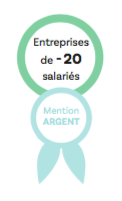 Entreprises
de - 20
salariés
Mention
ARGENT